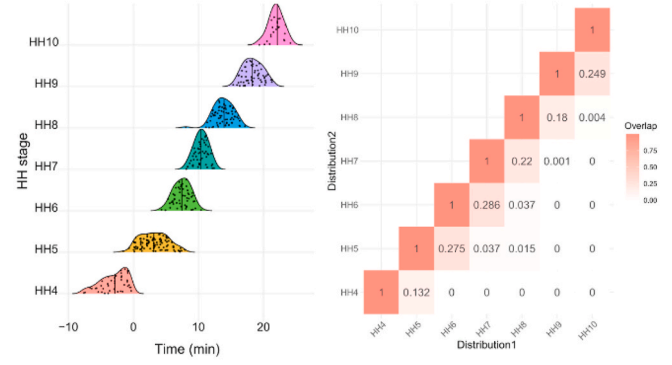 HH stage
HH10
HH9
HH8
HH7
HH6
HH5
HH4
−10 0 10 20
Time (min)
Distribution2
HH10 1
HH9 1 0.249
HH8 1 0.18 0.004
HH7 1 0.22 0.001 0
HH6 1 0.286 0.037 0 0
HH5 1 0.275 0.037 0.015 0 0
HH4 1 0.132 0 0 0 0 0
HH4 HH5 HH6 HH7 HH8 HH9 HH10
Distribution1
Overlap
0.75
0.50
0.25
0.00